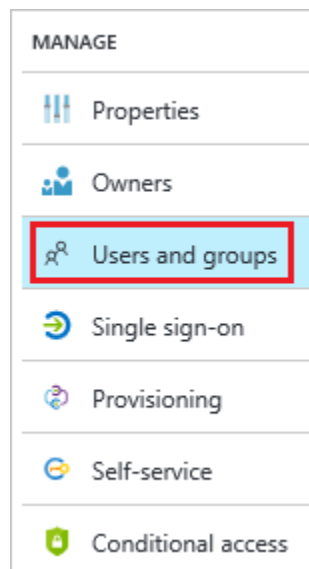 MANAGE
Properties
Owners
Users and groups
Single sign-on
Provisioning
Self-service
Conditional access